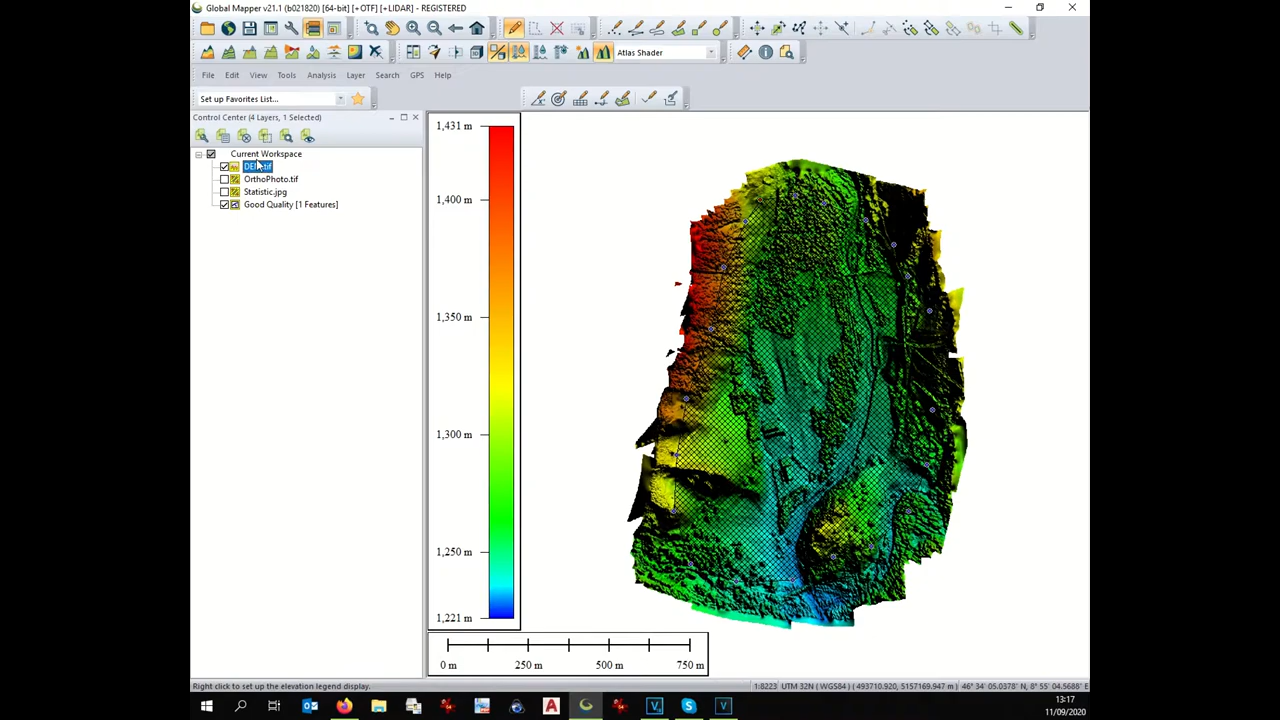 Global Mapper v21.1 (b021820) [64-bit] [+OTF] [+LIDAR] - REGISTERED
Atlas Shader
File Edit View Tools Analysis Layer Search GPS Help
Set up Favorites List...
Control Center (4 Layers, 1 Selected)
Current Workspace
OrthoPhoto.tif
Statistic.jpg
Good Quality [1 Features]
1,431 m
1,400 m
1,350 m
1,300 m
1,250 m
1,221 m
0 m 250 m 500 m 750 m
Right click to set up the elevation legend display.
1:8223 UTM 32N ( WGS84 ) ( 493710.920, 5157169.947 m ) 46° 34' 05.0378" N, 8° 55' 04.5688" E
13:17
11/09/2020